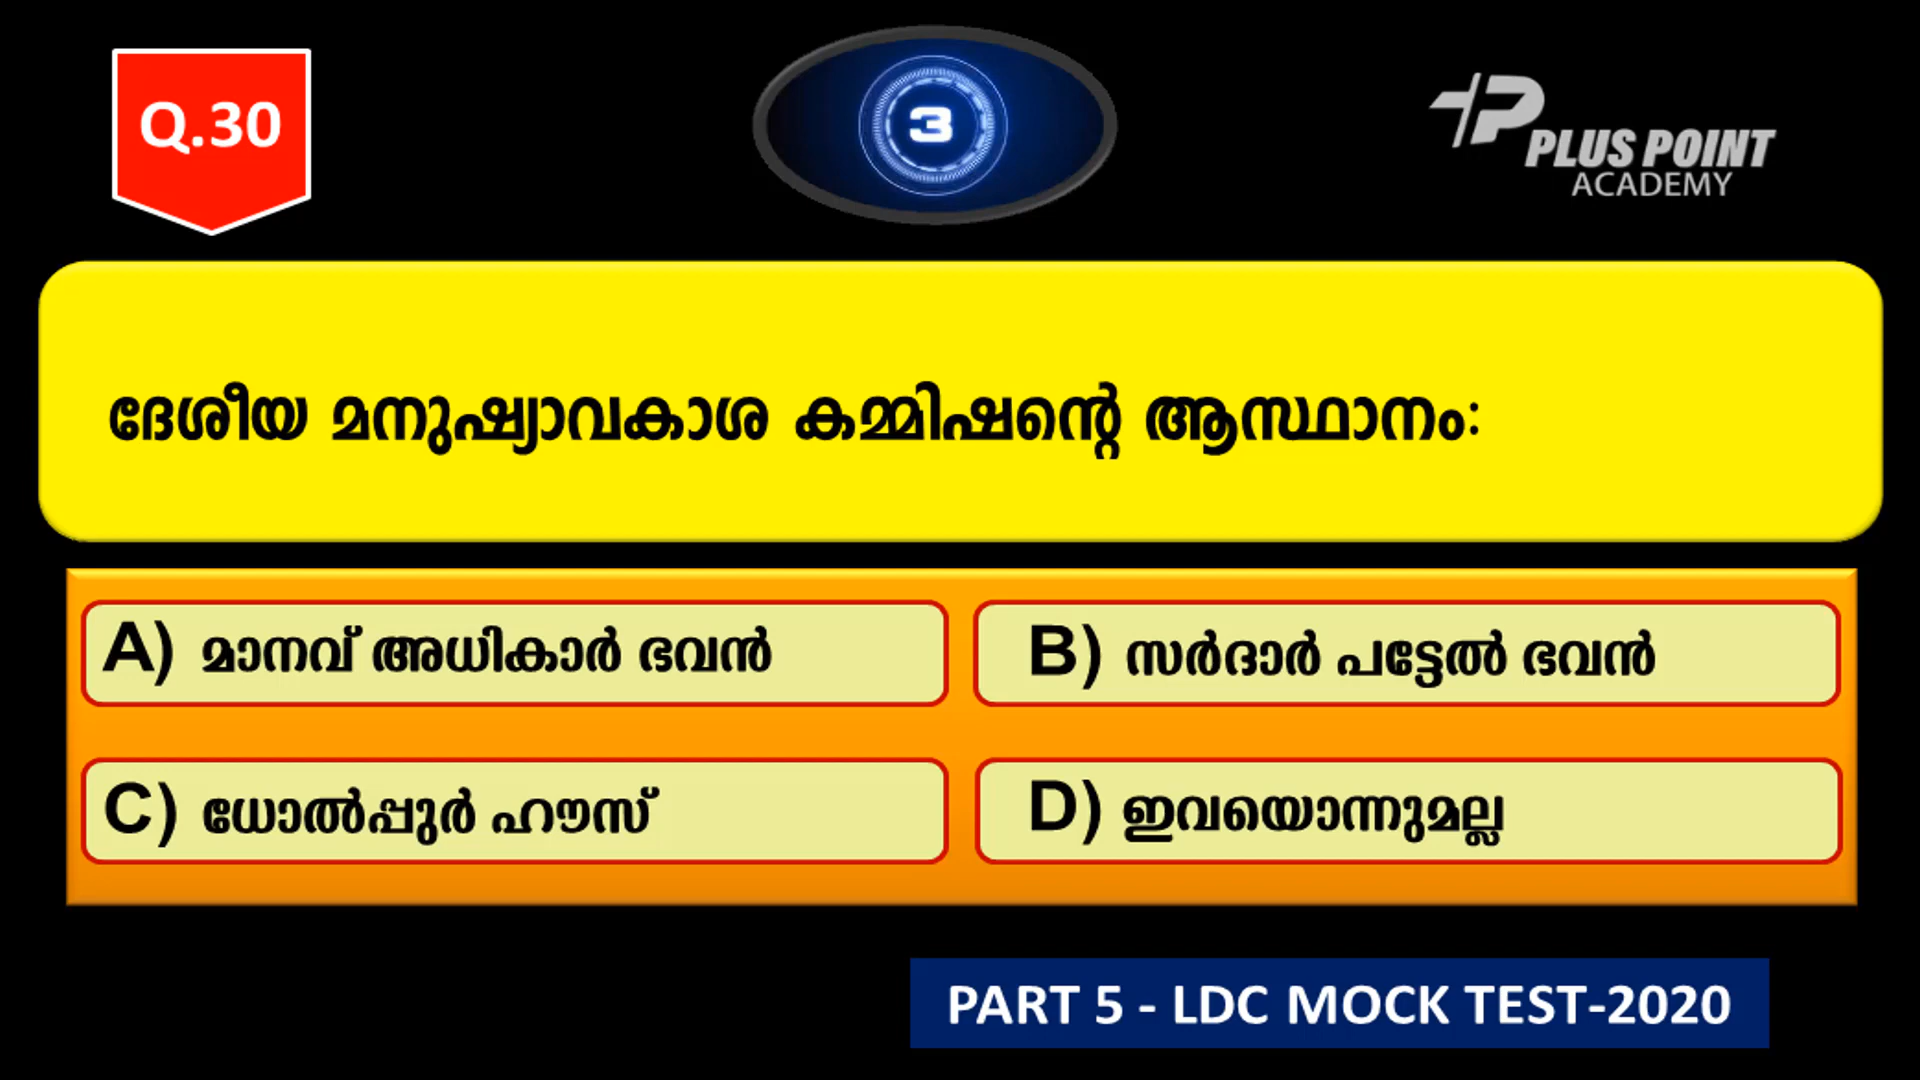 Q.30
3
PLUS POINT
ACADEMY
ദേശീയ മനുഷ്യാവകാശ കമ്മിഷന്റെ ആസ്ഥാനം:
A) മാനവ് അധികാർ ഭവൻ
B) സർദാർ പട്ടേൽ ഭവൻ
C) ധോൽപ്പുർ ഹൗസ്
D) ഇവയൊന്നുമല്ല
PART 5 - LDC MOCK TEST-2020